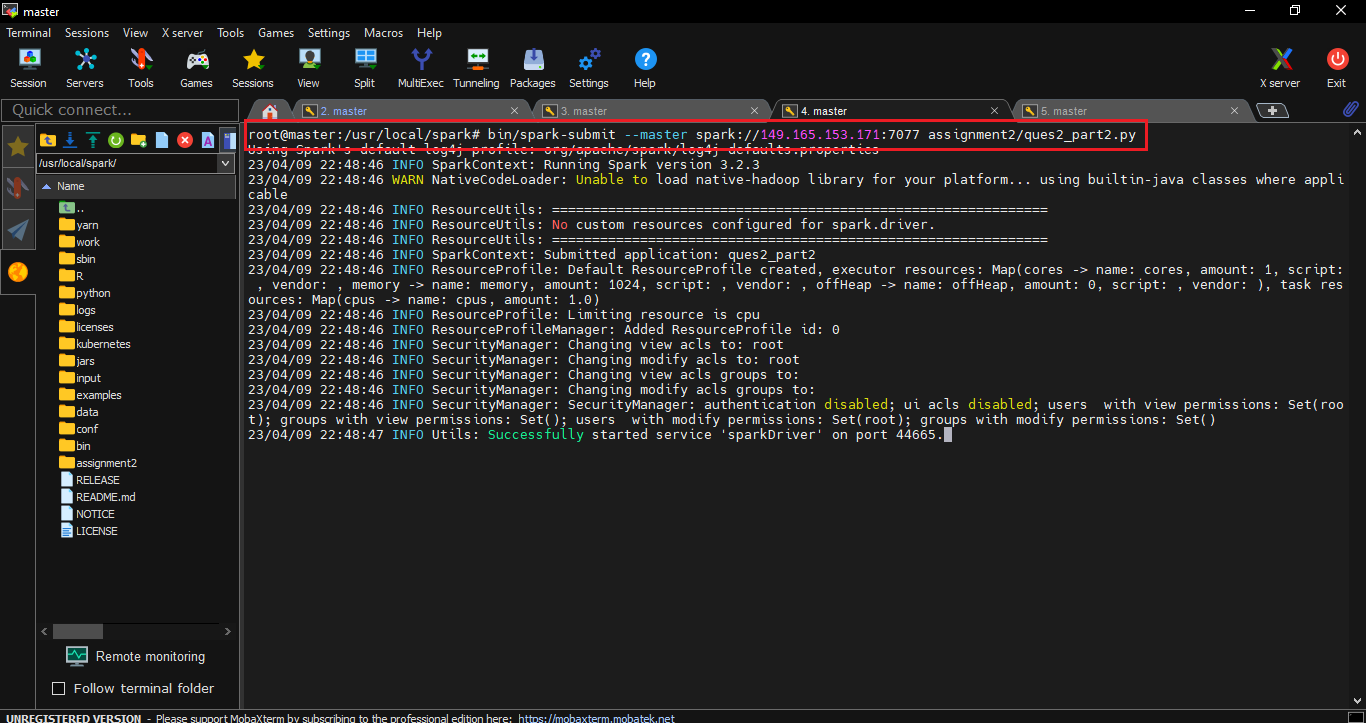 master
Terminal Sessions View X server Tools Games Settings Macros Help
Session Servers Tools Games Sessions View Split MultiExec Tunneling Packages Settings Help X server Exit
Quick connect...
2. master
3. master
4. master
5. master
/usr/local/spark/
Name
..
yarn
work
sbin
R
python
logs
licenses
kubernetes
jars
input
examples
data
conf
bin
assignment2
RELEASE
README.md
NOTICE
LICENSE
Remote monitoring
Follow terminal folder
root@master:/usr/local/spark# bin/spark-submit --master spark://149.165.153.171:7077 assignment2/ques2_part2.py
Using Spark's default log4j profile: org/apache/spark/log4j-defaults.properties
23/04/09 22:48:46 INFO SparkContext: Running Spark version 3.2.3
23/04/09 22:48:46 WARN NativeCodeLoader: Unable to load native-hadoop library for your platform... using builtin-java classes where appli
cable
23/04/09 22:48:46 INFO ResourceUtils: ==============================================================
23/04/09 22:48:46 INFO ResourceUtils: No custom resources configured for spark.driver.
23/04/09 22:48:46 INFO ResourceUtils: ==============================================================
23/04/09 22:48:46 INFO SparkContext: Submitted application: ques2_part2
23/04/09 22:48:46 INFO ResourceProfile: Default ResourceProfile created, executor resources: Map(cores -> name: cores, amount: 1, script:
 , vendor: , memory -> name: memory, amount: 1024, script: , vendor: , offHeap -> name: offHeap, amount: 0, script: , vendor: ), task res
ources: Map(cpus -> name: cpus, amount: 1.0)
23/04/09 22:48:46 INFO ResourceProfile: Limiting resource is cpu
23/04/09 22:48:46 INFO ResourceProfileManager: Added ResourceProfile id: 0
23/04/09 22:48:46 INFO SecurityManager: Changing view acls to: root
23/04/09 22:48:46 INFO SecurityManager: Changing modify acls to: root
23/04/09 22:48:46 INFO SecurityManager: Changing view acls groups to:
23/04/09 22:48:46 INFO SecurityManager: Changing modify acls groups to:
23/04/09 22:48:46 INFO SecurityManager: SecurityManager: authentication disabled; ui acls disabled; users  with view permissions: Set(roo
t); groups with view permissions: Set(); users  with modify permissions: Set(root); groups with modify permissions: Set()
23/04/09 22:48:47 INFO Utils: Successfully started service 'sparkDriver' on port 44665.
UNREGISTERED VERSION - Please support MobaXterm by subscribing to the professional edition here: https://mobaxterm.mobatek.net